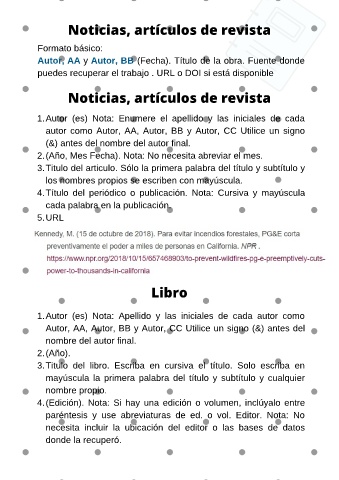 Noticias, artículos de revista
Formato básico:
Autor, AA y Autor, BB (Fecha). Título de la obra. Fuente donde
puedes recuperar el trabajo . URL o DOI si está disponible
Noticias, artículos de revista
1. Autor (es) Nota: Enumere el apellido y las iniciales de cada
autor como Autor, AA, Autor, BB y Autor, CC Utilice un signo
(&) antes del nombre del autor final.
2. (Año, Mes Fecha). Nota: No necesita abreviar el mes.
3. Titulo del articulo. Sólo la primera palabra del título y subtítulo y
los nombres propios se escriben con mayúscula.
4. Título del periódico o publicación. Nota: Cursiva y mayúscula
cada palabra en la publicación.
5. URL
Kennedy, M. (15 de octubre de 2018). Para evitar incendios forestales, PG&E corta
preventivamente el poder a miles de personas en California. NPR .
https://www.npr.org/2018/10/15/657468903/to-prevent-wildfires-pg-e-preemptively-cuts-
power-to-thousands-in-california
Libro
1. Autor (es) Nota: Apellido y las iniciales de cada autor como
Autor, AA, Autor, BB y Autor, CC Utilice un signo (&) antes del
nombre del autor final.
2. (Año).
3. Título del libro. Escriba en cursiva el título. Solo escriba en
mayúscula la primera palabra del título y subtítulo y cualquier
nombre propio.
4. (Edición). Nota: Si hay una edición o volumen, inclúyalo entre
paréntesis y use abreviaturas de ed. o vol. Editor. Nota: No
necesita incluir la ubicación del editor o las bases de datos
donde la recuperó.